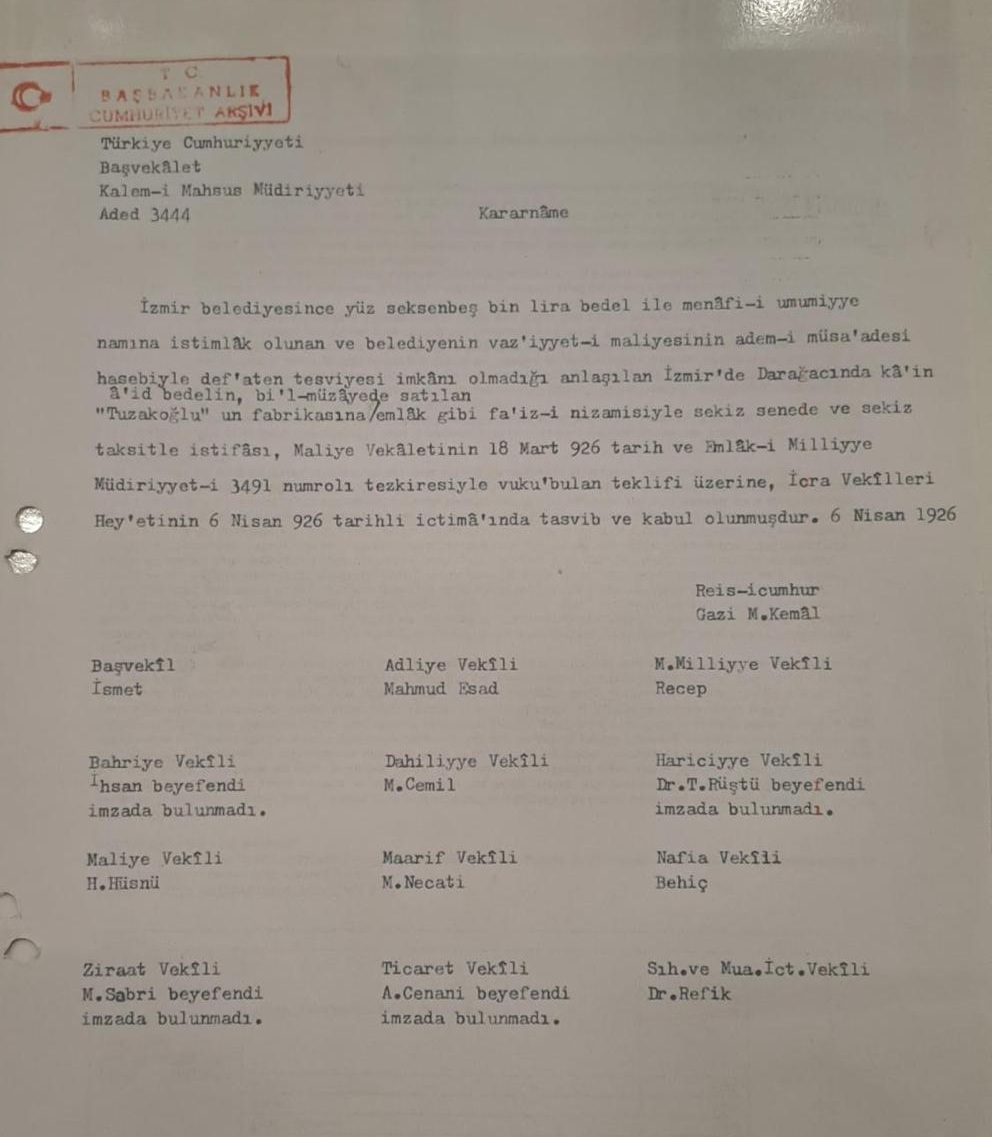 T C
BAŞBAKANLIK
CUMHURİYET ARŞİVİ
Türkiye Cumhuriyyeti
Başvekâlet
Kalem-i Mahsus Müdiriyyeti
Aded 3444
Kararnâme
İzmir belediyesince yüz seksenbeş bin lira bedel ile menâfi-i umumiyye
namına istimlâk olunan ve belediyenin vaz'iyyet-i maliyesinin adem-i müsa'adesi
hasebiyle def'aten tesviyesi imkânı olmadığı anlaşılan İzmir'de Darağacında kâ'in
â'id bedelin, bi'l-müzâyede satılan
"Tuzakoğlu" un fabrikasına/emlâk gibi fa'iz-i nizamisiyle sekiz senede ve sekiz
taksitle istifâsı, Maliye Vekâletinin 18 Mart 926 tarih ve Emlâk-i Milliyye
Müdiriyyet-i 3491 numrolı tezkiresiyle vuku'bulan teklifi üzerine, İcra Vekîlleri
Hey'etinin 6 Nisan 926 tarihli ictimâ'ında tasvib ve kabul olunmuşdur. 6 Nisan 1926
Reis-icumhur
Gazi M.Kemâl
Başvekîl
İsmet
Adliye Vekîli
Mahmud Esad
M.Milliyye Vekîli
Recep
Bahriye Vekîli
İhsan beyefendi
imzada bulunmadı.
Dahiliyye Vekîli
M.Cemil
Hariciyye Vekîli
Dr.T.Rüştü beyefendi
imzada bulunmadı.
Maliye Vekîli
H.Hüsnü
Maarif Vekîli
M.Necati
Nafia Vekîli
Behiç
Ziraat Vekîli
M.Sabri beyefendi
imzada bulunmadı.
Ticaret Vekîli
A.Cenani beyefendi
imzada bulunmadı.
Sıh.ve Mua.İct.Vekîli
Dr.Refik